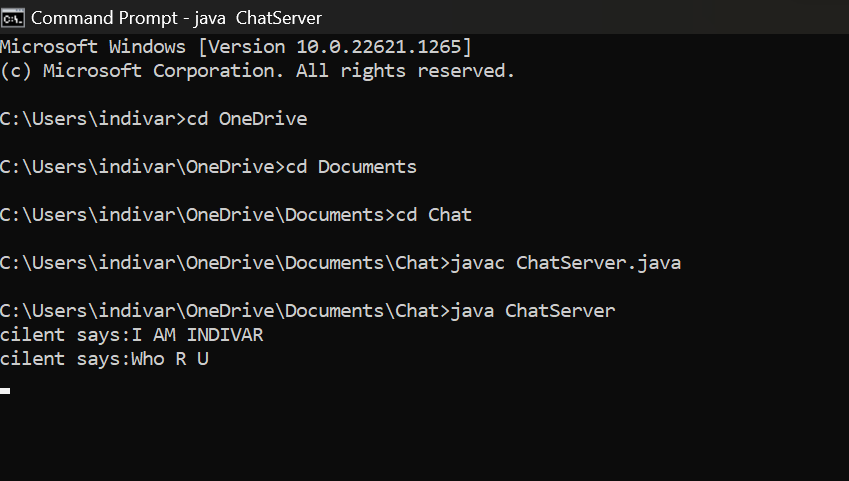 C:\. Command Prompt - java  ChatServer
Microsoft Windows [Version 10.0.22621.1265]
(c) Microsoft Corporation. All rights reserved.
C:\Users\indivar>cd OneDrive
C:\Users\indivar\OneDrive>cd Documents
C:\Users\indivar\OneDrive\Documents>cd Chat
C:\Users\indivar\OneDrive\Documents\Chat>javac ChatServer.java
C:\Users\indivar\OneDrive\Documents\Chat>java ChatServer
cilent says:I AM INDIVAR
cilent says:Who R U